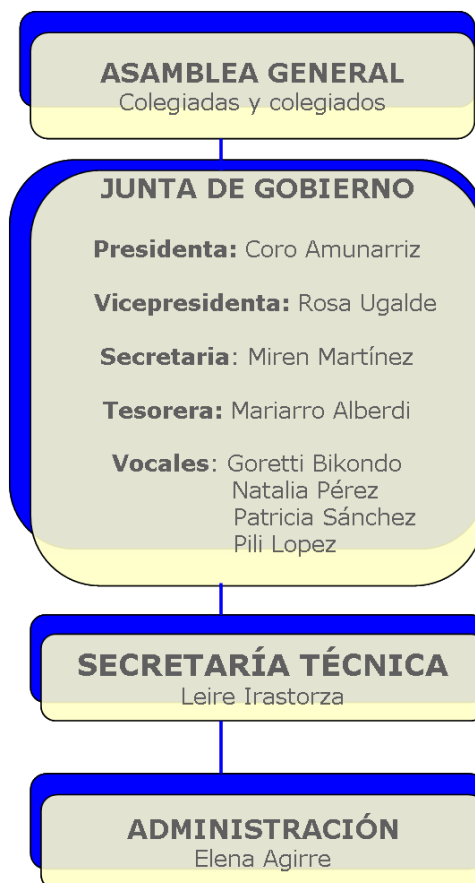 ASAMBLEA GENERAL
Colegiadas y colegiados
JUNTA DE GOBIERNO
Presidenta: Coro Amunarriz
Vicepresidenta: Rosa Ugalde
Secretaria: Miren Martínez
Tesorera: Mariarro Alberdi
Vocales: Goretti Bikondo
Natalia Pérez
Patricia Sánchez
Pili Lopez
SECRETARÍA TÉCNICA
Leire Irastorza
ADMINISTRACIÓN
Elena Agirre